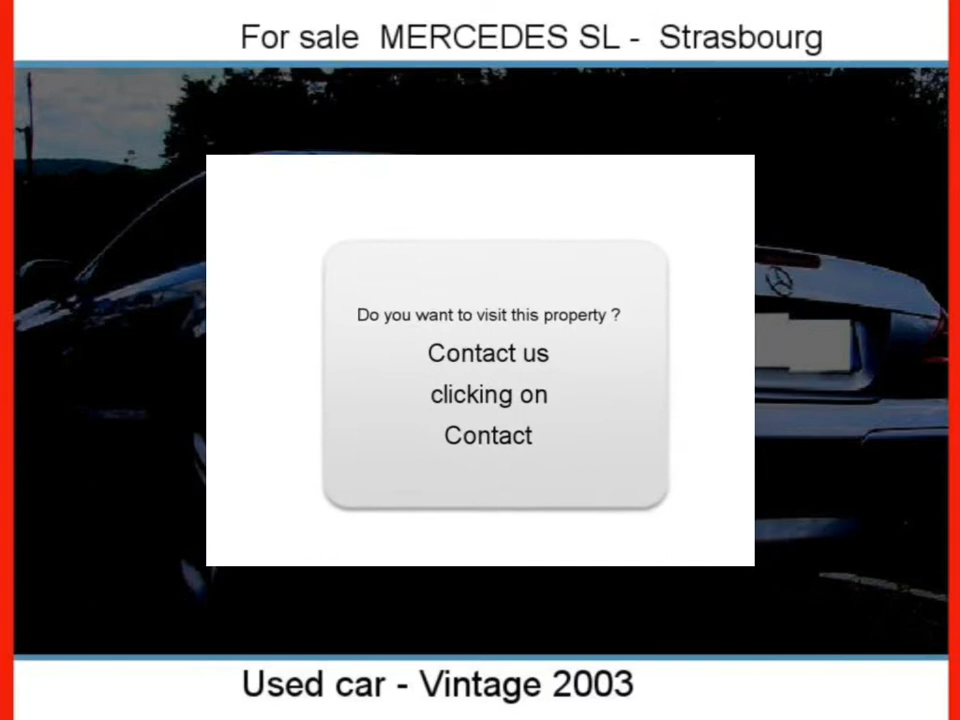 For sale  MERCEDES SL -  Strasbourg
Do you want to visit this property ?
Contact us
clicking on
Contact
Used car - Vintage 2003